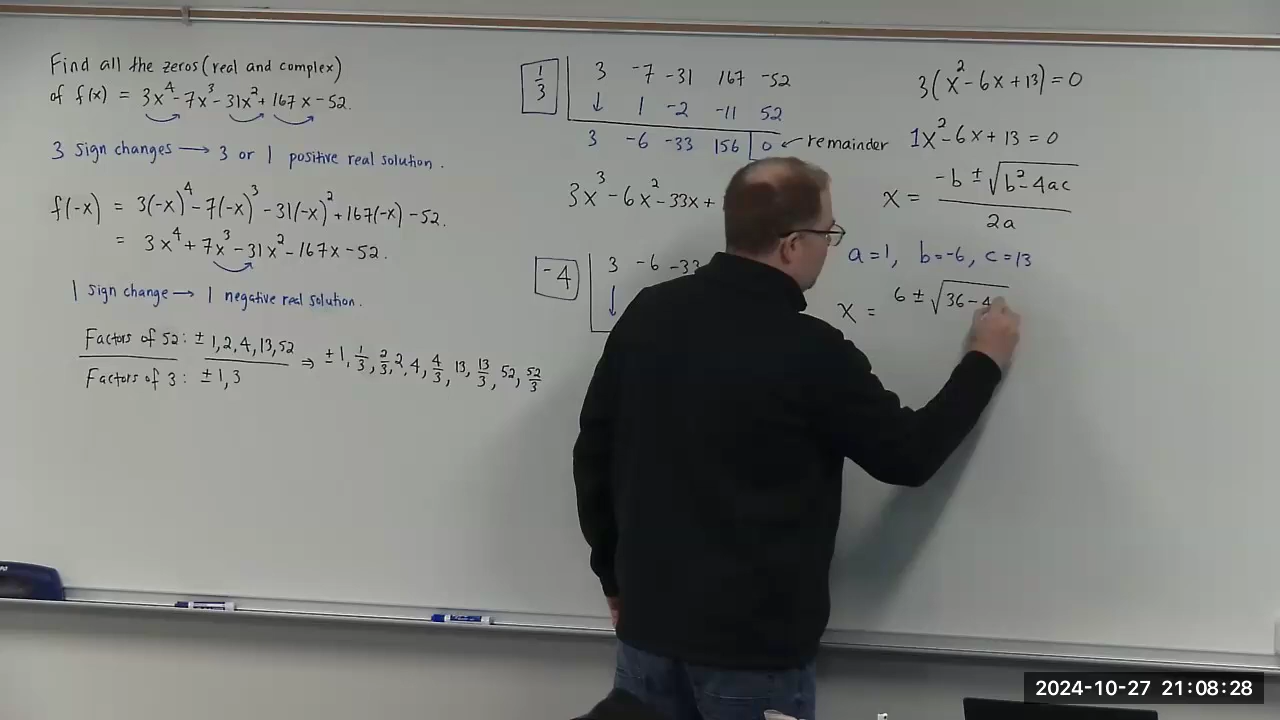 Find all the zeros (real and complex)
of f(x) = 3x⁴-7x³-31x²+167x-52.
3 sign changes → 3 or 1 positive real solution.
f(-x) = 3(-x)⁴-7(-x)³-31(-x)²+167(-x)-52.
= 3x⁴+7x³-31x²-167x-52.
1 sign change → 1 negative real solution.
Factors of 52: ± 1,2,4,13,52
Factors of 3: ± 1,3
⇒ ± 1, 1/3, 2/3, 2, 4, 4/3, 13, 13/3, 52, 52/3
1/3 | 3 -7 -31 167 -52
↓ 1 -2 -11 52
3 -6 -33 156 | 0 ← remainder
3x³-6x²-33x+
-4 | 3 -6 -33
↓
3(x²-6x+13)=0
1x²-6x+13=0
x = (-b ± √(b²-4ac))/2a
a=1, b=-6, c=13
x = 6 ± √36-4
2024-10-27 21:08:28